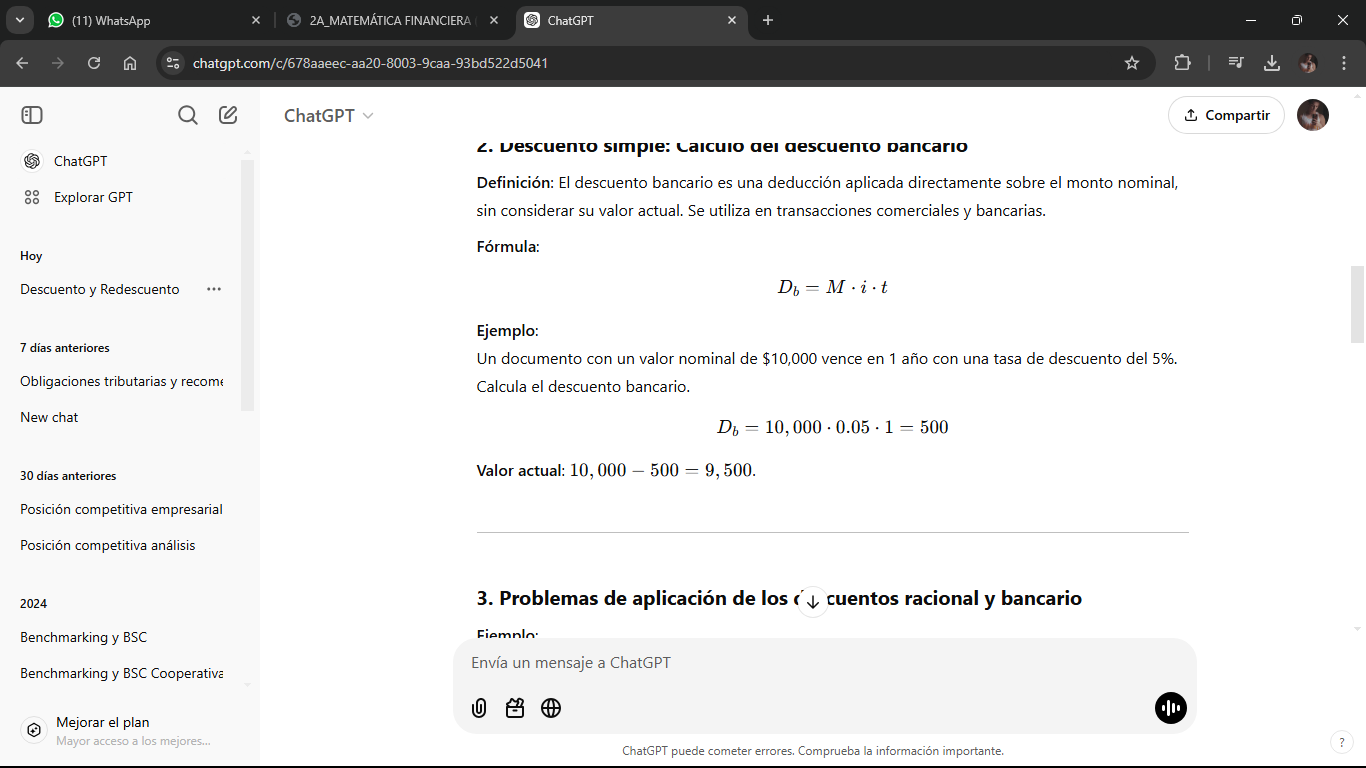 (11) WhatsApp
2A_MATEMÁTICA FINANCIERA
ChatGPT
chatgpt.com/c/678aaeec-aa20-8003-9caa-93bd522d5041
ChatGPT
Explorar GPT
Hoy
Descuento y Redescuento
7 días anteriores
Obligaciones tributarias y recome
New chat
30 días anteriores
Posición competitiva empresarial
Posición competitiva análisis
2024
Benchmarking y BSC
Benchmarking y BSC Cooperativa
Mejorar el plan
Mayor acceso a los mejores...
ChatGPT
Compartir
2. Descuento simple: Cálculo del descuento bancario
Definición: El descuento bancario es una deducción aplicada directamente sobre el monto nominal,
sin considerar su valor actual. Se utiliza en transacciones comerciales y bancarias.
Fórmula:
D_b = M · i · t
Ejemplo:
Un documento con un valor nominal de $10,000 vence en 1 año con una tasa de descuento del 5%.
Calcula el descuento bancario.
D_b = 10,000 · 0.05 · 1 = 500
Valor actual: 10,000 − 500 = 9,500.
3. Problemas de aplicación de los d cuentos racional y bancario
Ejemplo:
Envía un mensaje a ChatGPT
ChatGPT puede cometer errores. Comprueba la información importante.
?